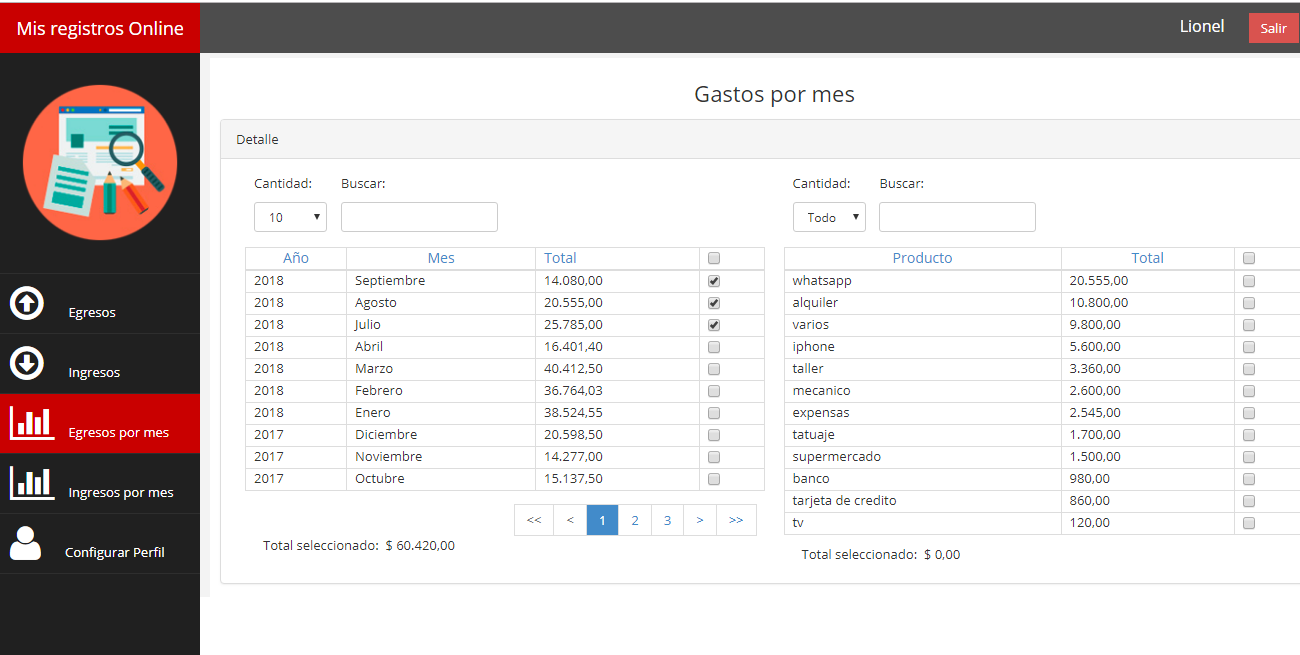 Mis registros Online
Lionel
Salir
Egresos
Ingresos
Egresos por mes
Ingresos por mes
Configurar Perfil
Gastos por mes
Detalle
Cantidad: Buscar:
10
Año Mes Total
2018 Septiembre 14.080,00
2018 Agosto 20.555,00
2018 Julio 25.785,00
2018 Abril 16.401,40
2018 Marzo 40.412,50
2018 Febrero 36.764,03
2018 Enero 38.524,55
2017 Diciembre 20.598,50
2017 Noviembre 14.277,00
2017 Octubre 15.137,50
<< < 1 2 3 > >>
Total seleccionado: $ 60.420,00
Cantidad: Buscar:
Todo
Producto Total
whatsapp 20.555,00
alquiler 10.800,00
varios 9.800,00
iphone 5.600,00
taller 3.360,00
mecanico 2.600,00
expensas 2.545,00
tatuaje 1.700,00
supermercado 1.500,00
banco 980,00
tarjeta de credito 860,00
tv 120,00
Total seleccionado: $ 0,00